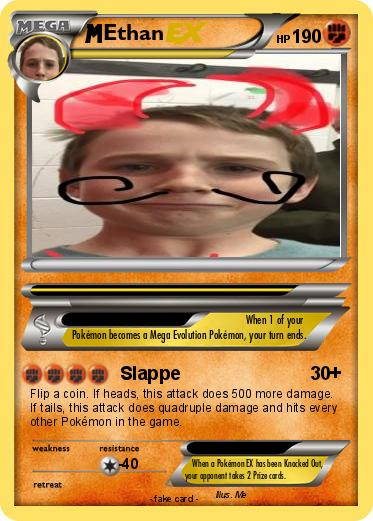 MEGA
M Ethan EX HP 190
When 1 of your
Pokémon becomes a Mega Evolution Pokémon, your turn ends.
Slappe 30+
Flip a coin. If heads, this attack does 500 more damage.
If tails, this attack does quadruple damage and hits every
other Pokémon in the game.
weakness resistance
-40
When a Pokémon EX has been Knocked Out,
your opponent takes 2 Prize cards.
retreat
- fake card - Illus. Me